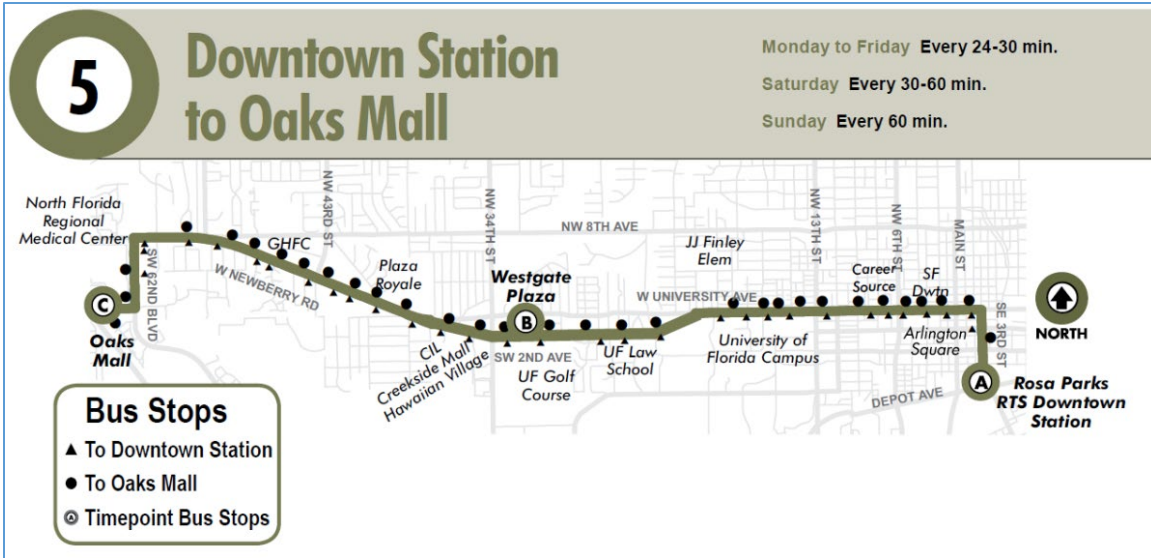 5
Downtown Station
to Oaks Mall
Monday to Friday Every 24-30 min.
Saturday Every 30-60 min.
Sunday Every 60 min.
North Florida
Regional
Medical Center
SW 62ND BLVD
C
Oaks
Mall
W NEWBERRY RD
GHFC
NW 43RD ST
Plaza
Royale
CIL
Creekside Mall
Hawaiian Village
NW 34TH ST
Westgate
Plaza
B
SW 2ND AVE
UF Golf
Course
NW 8TH AVE
UF Law
School
W UNIVERSITY AVE
JJ Finley
Elem
University of
Florida Campus
NW 13TH ST
Career
Source
NW 6TH ST
SF
Dwtn
MAIN ST
Arlington
Square
SE 3RD ST
DEPOT AVE
A
Rosa Parks
RTS Downtown
Station
NORTH
Bus Stops
▲ To Downtown Station
● To Oaks Mall
A Timepoint Bus Stops